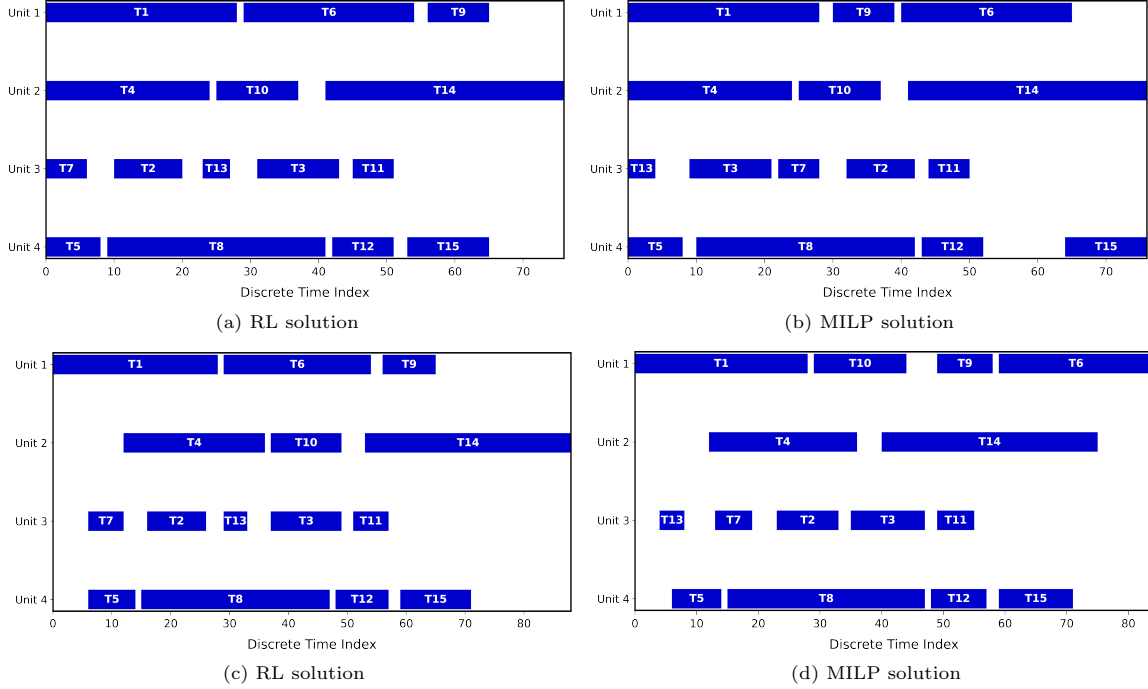 Unit 1 T1 T6 T9
Unit 2 T4 T10 T14
Unit 3 T7 T2 T13 T3 T11
Unit 4 T5 T8 T12 T15
0 10 20 30 40 50 60 70
Discrete Time Index
(a) RL solution
Unit 1 T1 T9 T6
Unit 2 T4 T10 T14
Unit 3 T13 T3 T7 T2 T11
Unit 4 T5 T8 T12 T15
0 10 20 30 40 50 60 70
Discrete Time Index
(b) MILP solution
Unit 1 T1 T6 T9
Unit 2 T4 T10 T14
Unit 3 T7 T2 T13 T3 T11
Unit 4 T5 T8 T12 T15
0 10 20 30 40 50 60 70 80
Discrete Time Index
(c) RL solution
Unit 1 T1 T10 T9 T6
Unit 2 T4 T14
Unit 3 T13 T7 T2 T3 T11
Unit 4 T5 T8 T12 T15
0 10 20 30 40 50 60 70 80
Discrete Time Index
(d) MILP solution